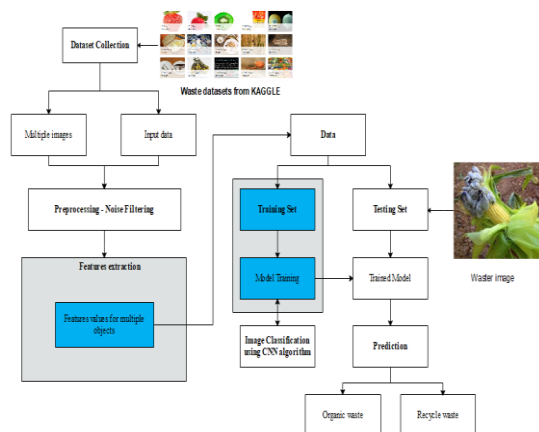 Dataset Collection
Waste datasets from KAGGLE
Multiple images
Input data
Data
Preprocessing - Noise Filtering
Training Set
Testing Set
Features extraction
Model Training
Trained Model
Waster image
Features values for multiple
objects
Image Classification
using CNN algorithm
Prediction
Organic waste
Recycle waste